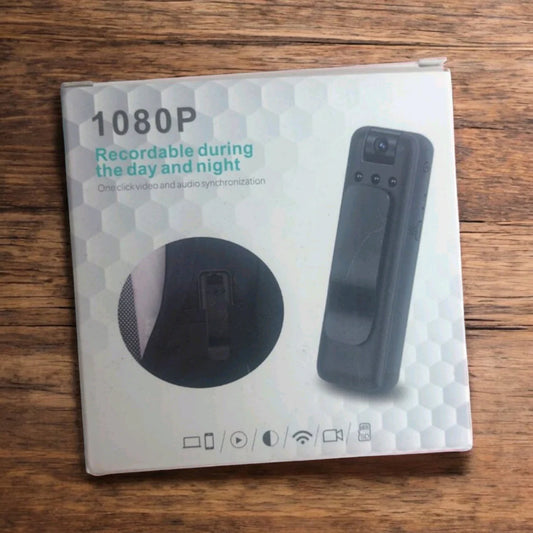 1080P
Recordable during
the day and night
One click video and audio synchronization